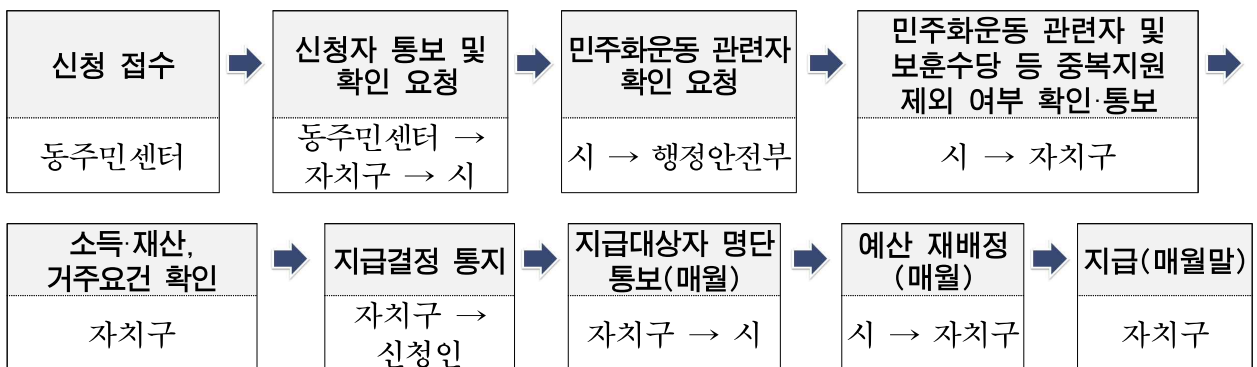 신청 접수
동주민센터
신청자 통보 및
확인 요청
동주민센터 →
자치구 → 시
민주화운동 관련자
확인 요청
시 → 행정안전부
민주화운동 관련자 및
보훈수당 등 중복지원
제외 여부 확인·통보
시 → 자치구
소득·재산,
거주요건 확인
자치구
지급결정 통지
자치구 →
신청인
지급대상자 명단
통보(매월)
자치구 → 시
예산 재배정
(매월)
시 → 자치구
지급(매월말)
자치구